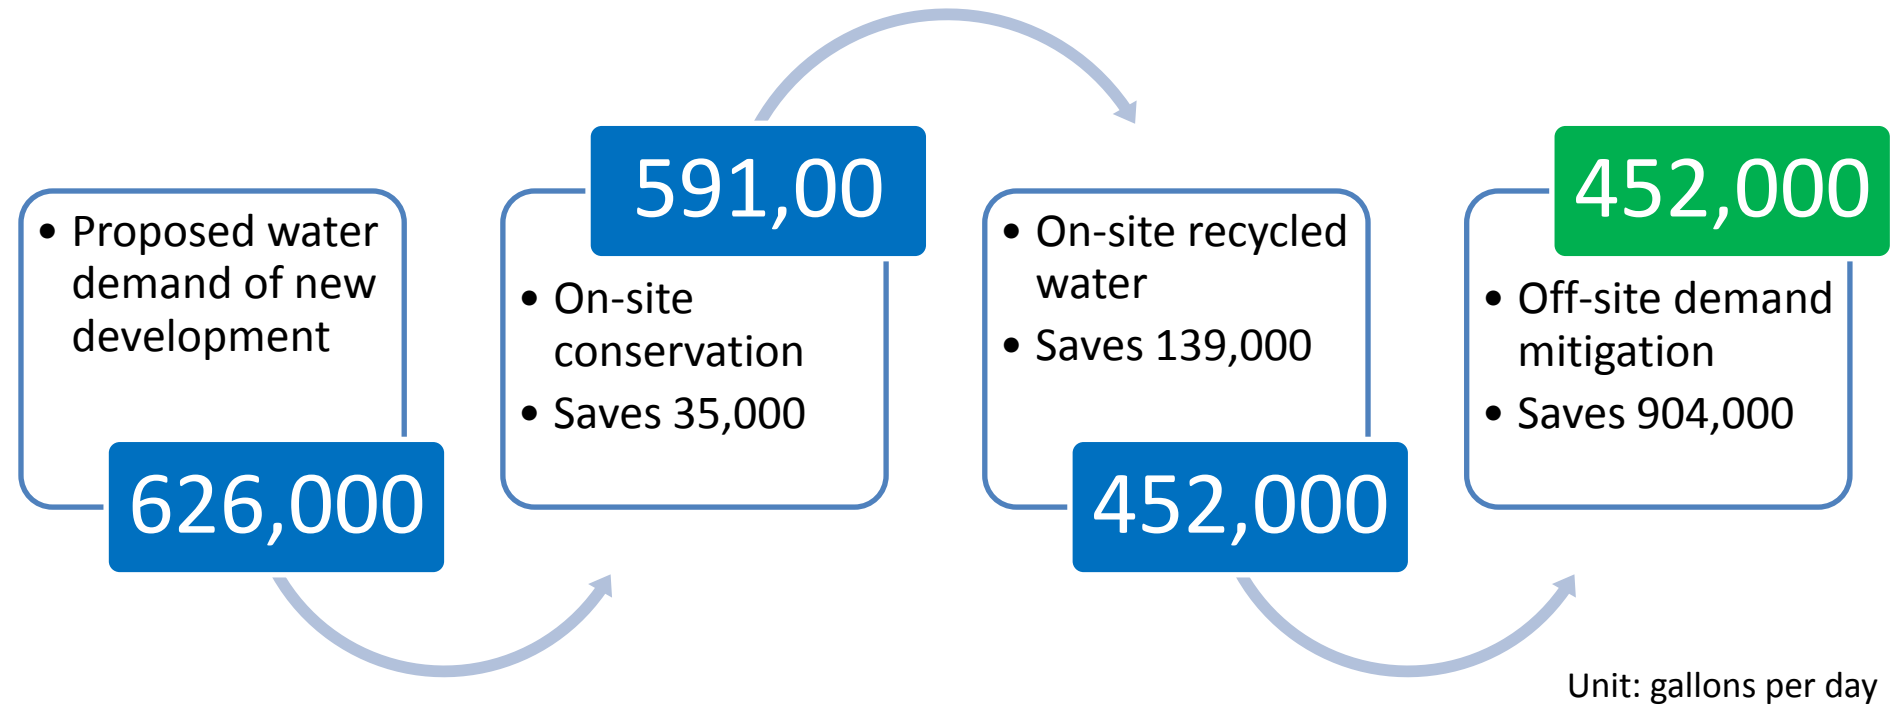 • Proposed water
demand of new
development
626,000
591,00
• On-site
conservation
• Saves 35,000
• On-site recycled
water
• Saves 139,000
452,000
452,000
• Off-site demand
mitigation
• Saves 904,000
Unit: gallons per day